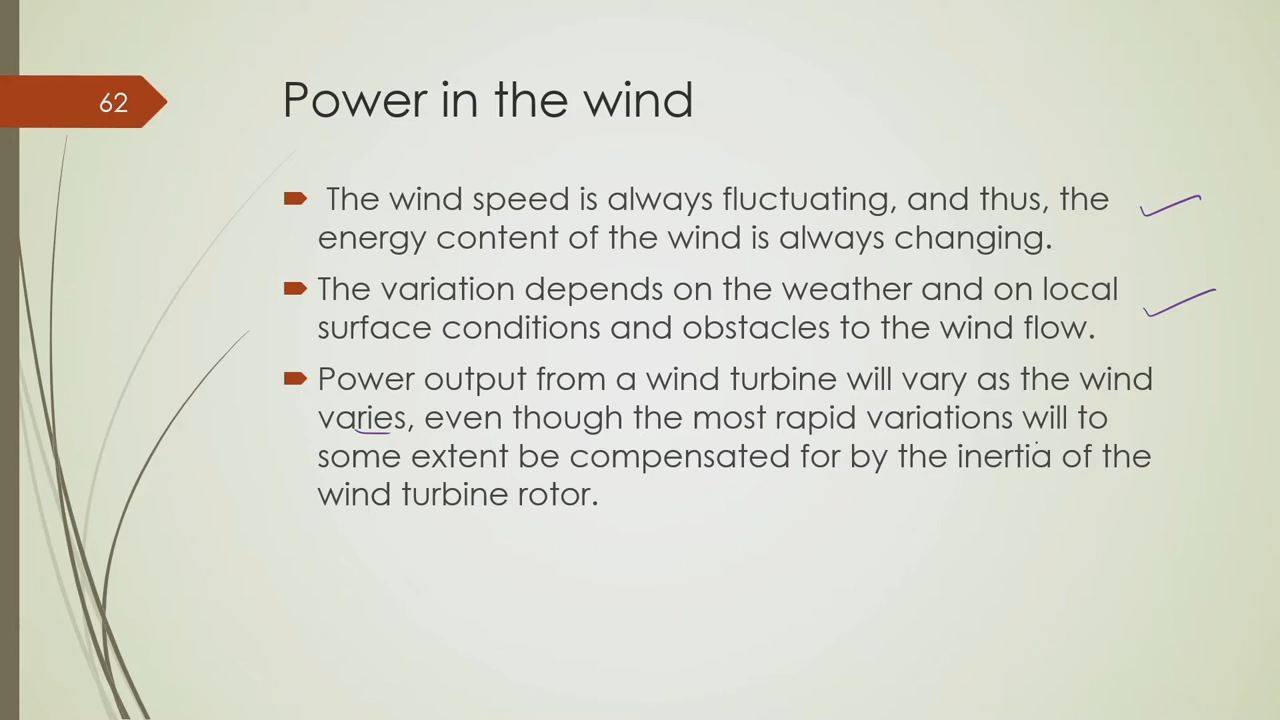 62
Power in the wind
The wind speed is always fluctuating, and thus, the
energy content of the wind is always changing.
The variation depends on the weather and on local
surface conditions and obstacles to the wind flow.
Power output from a wind turbine will vary as the wind
varies, even though the most rapid variations will to
some extent be compensated for by the inertia of the
wind turbine rotor.